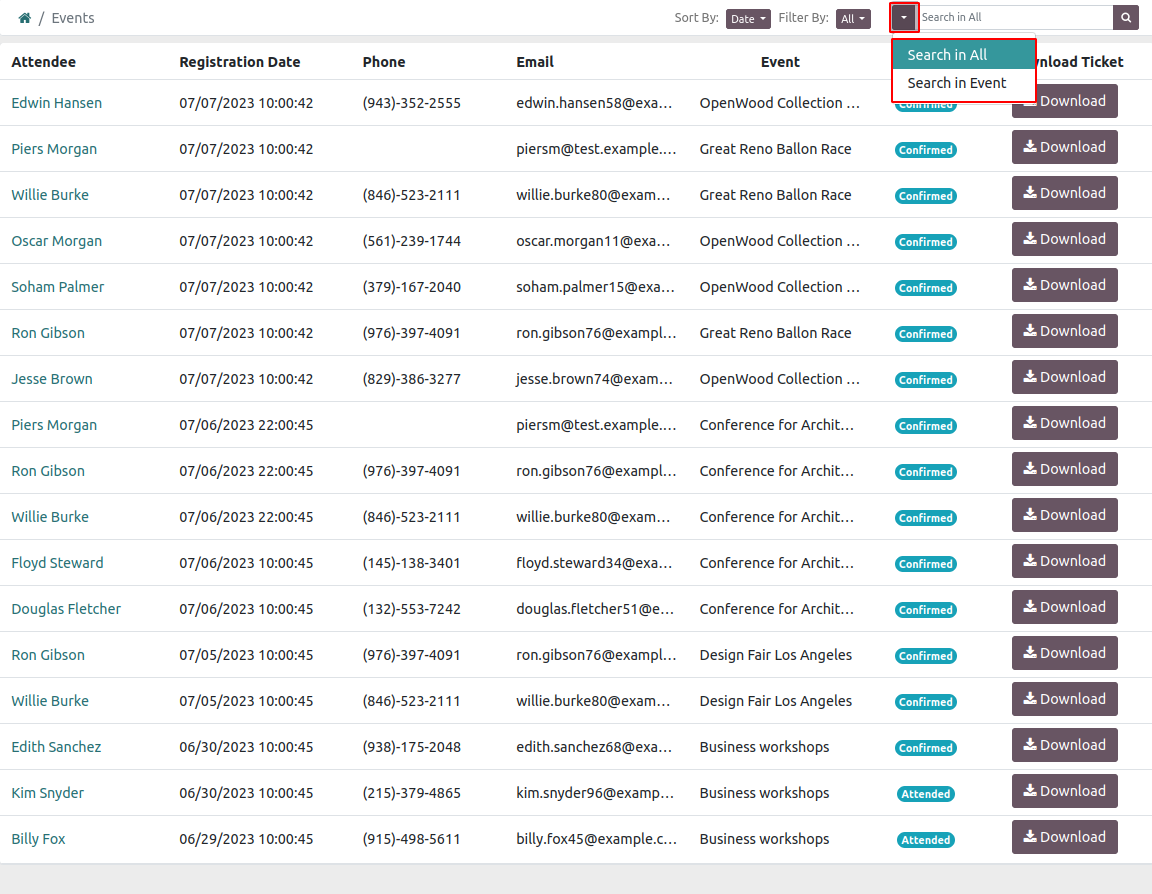 / Events Sort By: Date Filter By: All Search in All
Search in All
Search in Event
Attendee Registration Date Phone Email Event wnload Ticket
Edwin Hansen 07/07/2023 10:00:42 (943)-352-2555 edwin.hansen58@exa... OpenWood Collection ... Confirmed Download
Piers Morgan 07/07/2023 10:00:42 piersm@test.example.... Great Reno Ballon Race Confirmed Download
Willie Burke 07/07/2023 10:00:42 (846)-523-2111 willie.burke80@exam... Great Reno Ballon Race Confirmed Download
Oscar Morgan 07/07/2023 10:00:42 (561)-239-1744 oscar.morgan11@exa... OpenWood Collection ... Confirmed Download
Soham Palmer 07/07/2023 10:00:42 (379)-167-2040 soham.palmer15@exa... OpenWood Collection ... Confirmed Download
Ron Gibson 07/07/2023 10:00:42 (976)-397-4091 ron.gibson76@exampl... Great Reno Ballon Race Confirmed Download
Jesse Brown 07/07/2023 10:00:42 (829)-386-3277 jesse.brown74@exam... OpenWood Collection ... Confirmed Download
Piers Morgan 07/06/2023 22:00:45 piersm@test.example.... Conference for Archit... Confirmed Download
Ron Gibson 07/06/2023 22:00:45 (976)-397-4091 ron.gibson76@exampl... Conference for Archit... Confirmed Download
Willie Burke 07/06/2023 22:00:45 (846)-523-2111 willie.burke80@exam... Conference for Archit... Confirmed Download
Floyd Steward 07/06/2023 10:00:45 (145)-138-3401 floyd.steward34@exa... Conference for Archit... Confirmed Download
Douglas Fletcher 07/06/2023 10:00:45 (132)-553-7242 douglas.fletcher51@e... Conference for Archit... Confirmed Download
Ron Gibson 07/05/2023 10:00:45 (976)-397-4091 ron.gibson76@exampl... Design Fair Los Angeles Confirmed Download
Willie Burke 07/05/2023 10:00:45 (846)-523-2111 willie.burke80@exam... Design Fair Los Angeles Confirmed Download
Edith Sanchez 06/30/2023 10:00:45 (938)-175-2048 edith.sanchez68@exa... Business workshops Confirmed Download
Kim Snyder 06/30/2023 10:00:45 (215)-379-4865 kim.snyder96@examp... Business workshops Attended Download
Billy Fox 06/29/2023 10:00:45 (915)-498-5611 billy.fox45@example.c... Business workshops Attended Download